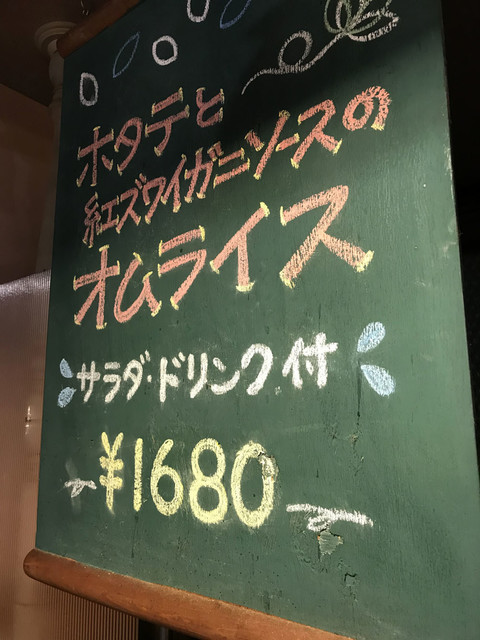 ホタテと
紅ズワイガニソースの
オムライス
サラダ・ドリンク付
¥1680